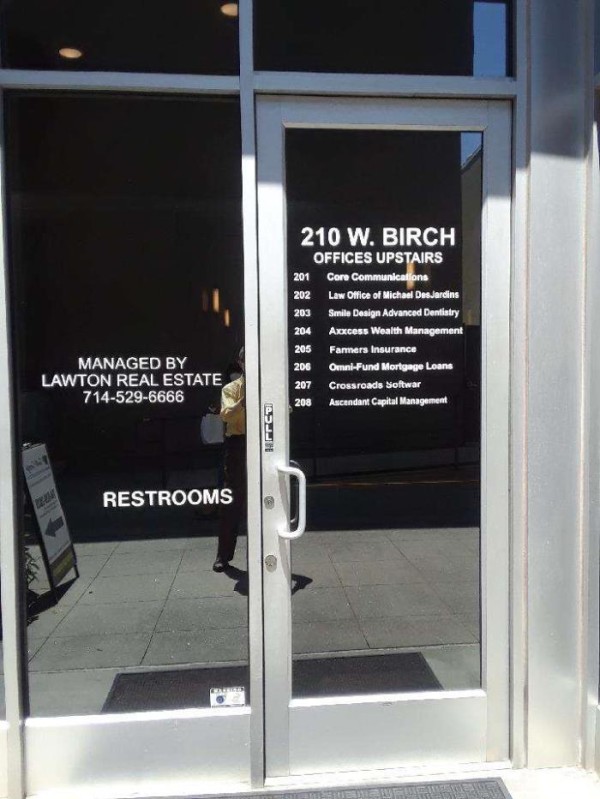 210 W. BIRCH
OFFICES UPSTAIRS
201 Core Communications
202 Law Office of Michael DesJardins
203 Smile Design Advanced Dentistry
204 Axxcess Wealth Management
205 Farmers Insurance
206 Omni-Fund Mortgage Loans
207 Crossroads Softwar
208 Ascendant Capital Management
MANAGED BY
LAWTON REAL ESTATE
714-529-6666
PULL
RESTROOMS